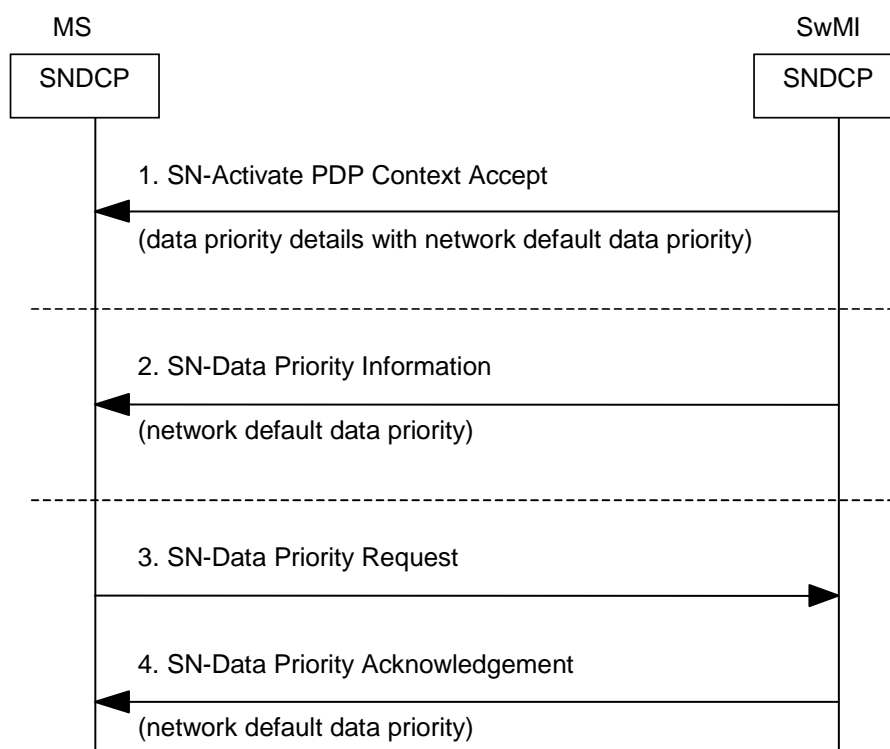 MS
SwMI
SNDCP
SNDCP
1. SN-Activate PDP Context Accept
(data priority details with network default data priority)
2. SN-Data Priority Information
(network default data priority)
3. SN-Data Priority Request
4. SN-Data Priority Acknowledgement
(network default data priority)